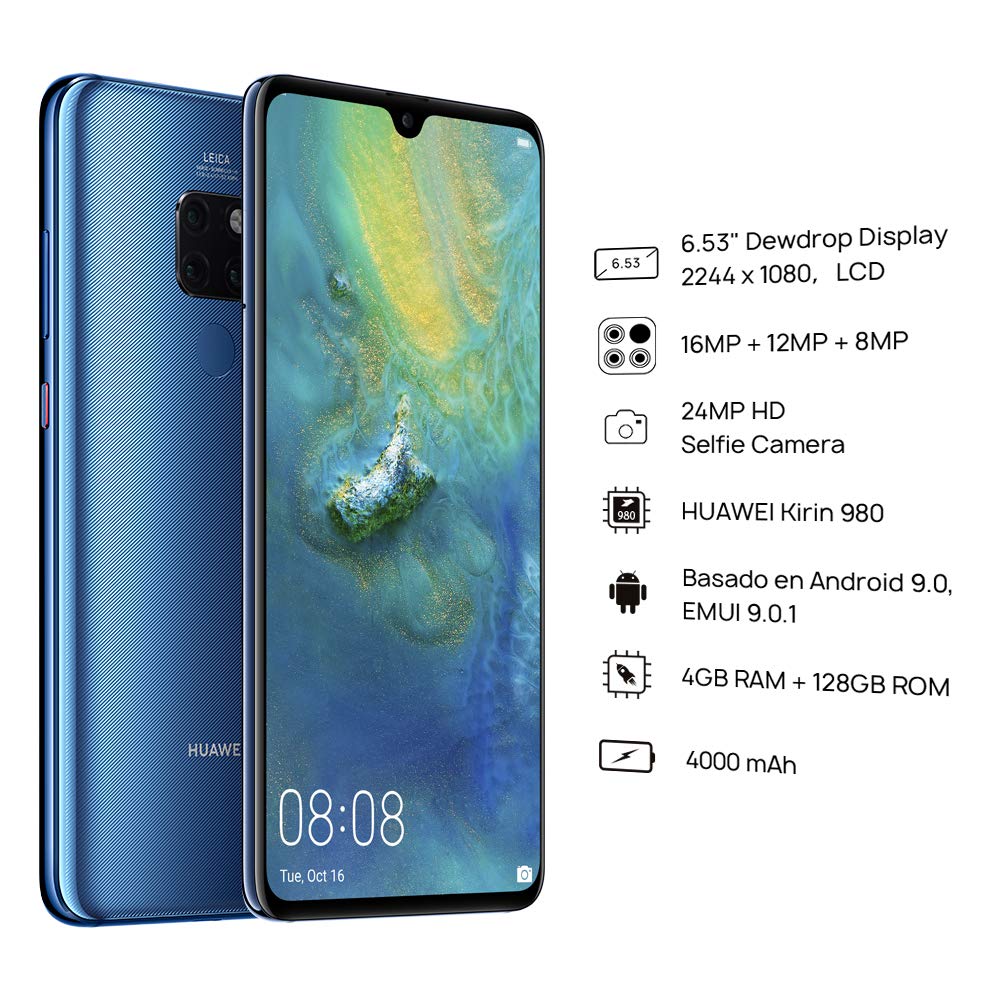 LEICA
HUAWE
08:08
Tue, Oct 16
6.53
6.53" Dewdrop Display
2244 x 1080, LCD
16MP + 12MP + 8MP
24MP HD
Selfie Camera
980
HUAWEI Kirin 980
Basado en Android 9.0,
EMUI 9.0.1
4GB RAM + 128GB ROM
4000 mAh